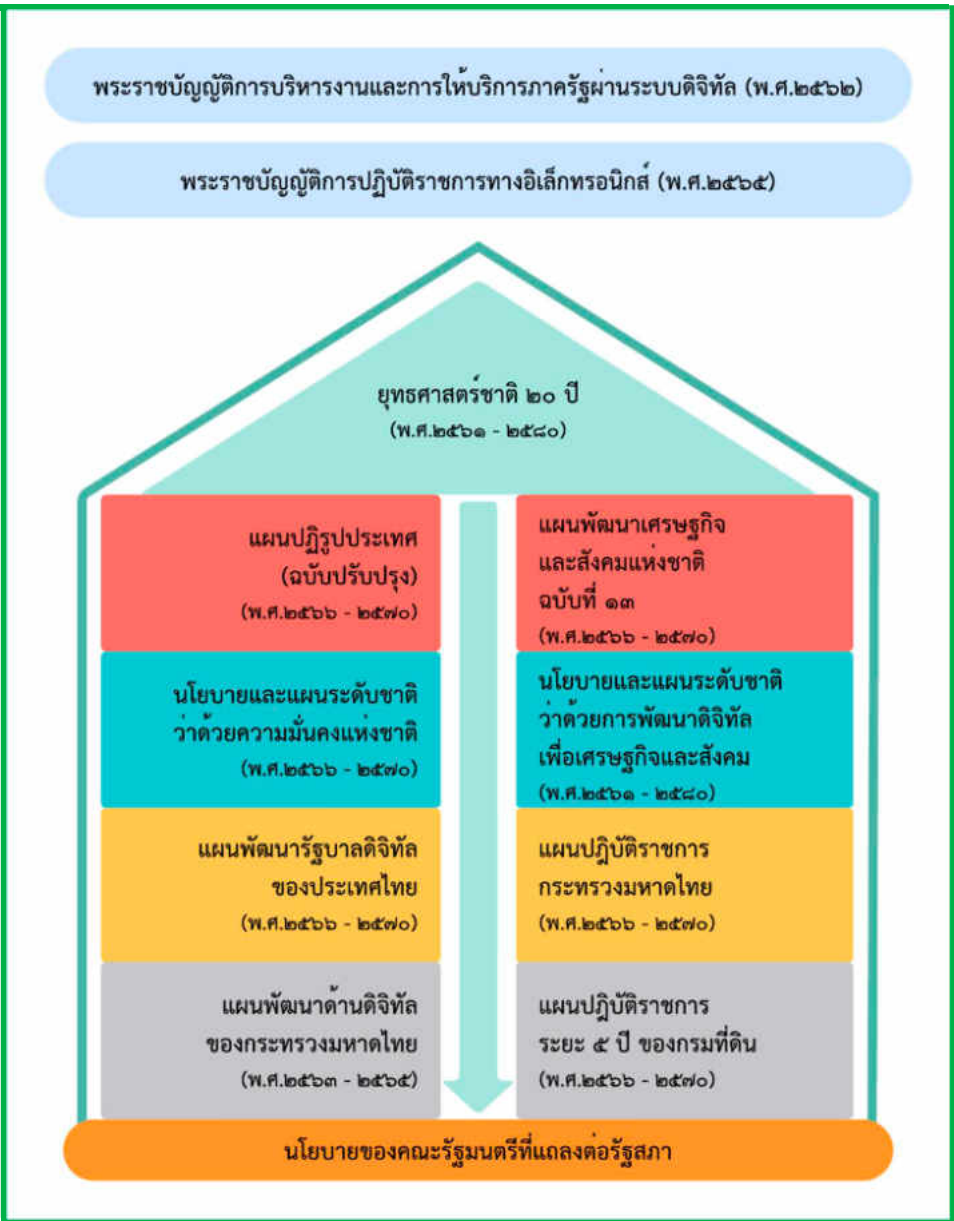 พระราชบัญญัติการบริหารงานและการให้บริการภาครัฐผ่านระบบดิจิทัล (พ.ศ.๒๕๖๒)
พระราชบัญญัติการปฏิบัติราชการทางอิเล็กทรอนิกส์ (พ.ศ.๒๕๖๕)
ยุทธศาสตร์ชาติ ๒๐ ปี
(พ.ศ.๒๕๖๑ - ๒๕๘๐)
แผนปฏิรูปประเทศ
(ฉบับปรับปรุง)
(พ.ศ.๒๕๖๖ - ๒๕๗๐)
แผนพัฒนาเศรษฐกิจ
และสังคมแห่งชาติ
ฉบับที่ ๑๓
(พ.ศ.๒๕๖๖ - ๒๕๗๐)
นโยบายและแผนระดับชาติ
ว่าด้วยความมั่นคงแห่งชาติ
(พ.ศ.๒๕๖๖ - ๒๕๗๐)
นโยบายและแผนระดับชาติ
ว่าด้วยการพัฒนาดิจิทัล
เพื่อเศรษฐกิจและสังคม
(พ.ศ.๒๕๖๑ - ๒๕๘๐)
แผนพัฒนารัฐบาลดิจิทัล
ของประเทศไทย
(พ.ศ.๒๕๖๖ - ๒๕๗๐)
แผนปฏิบัติราชการ
กระทรวงมหาดไทย
(พ.ศ.๒๕๖๖ - ๒๕๗๐)
แผนพัฒนาด้านดิจิทัล
ของกระทรวงมหาดไทย
(พ.ศ.๒๕๖๓ - ๒๕๖๕)
แผนปฏิบัติราชการ
ระยะ ๕ ปี ของกรมที่ดิน
(พ.ศ.๒๕๖๖ - ๒๕๗๐)
นโยบายของคณะรัฐมนตรีที่แถลงต่อรัฐสภา